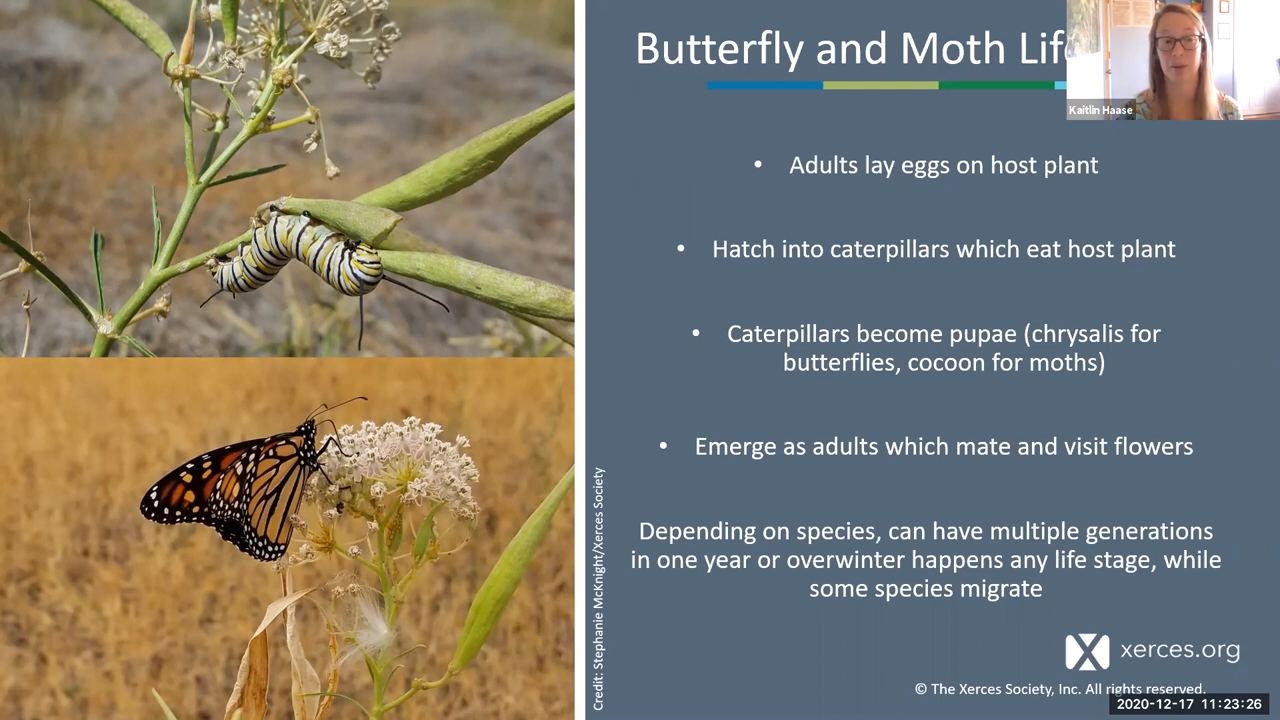 Butterfly and Moth Life
Kaitlin Haase
• Adults lay eggs on host plant
• Hatch into caterpillars which eat host plant
• Caterpillars become pupae (chrysalis for
butterflies, cocoon for moths)
• Emerge as adults which mate and visit flowers
Depending on species, can have multiple generations
in one year or overwinter happens any life stage, while
some species migrate
Credit: Stephanie McKnight/Xerces Society
xerces.org
© The Xerces Society, Inc. All rights reserved.
2020-12-17 11:23:26